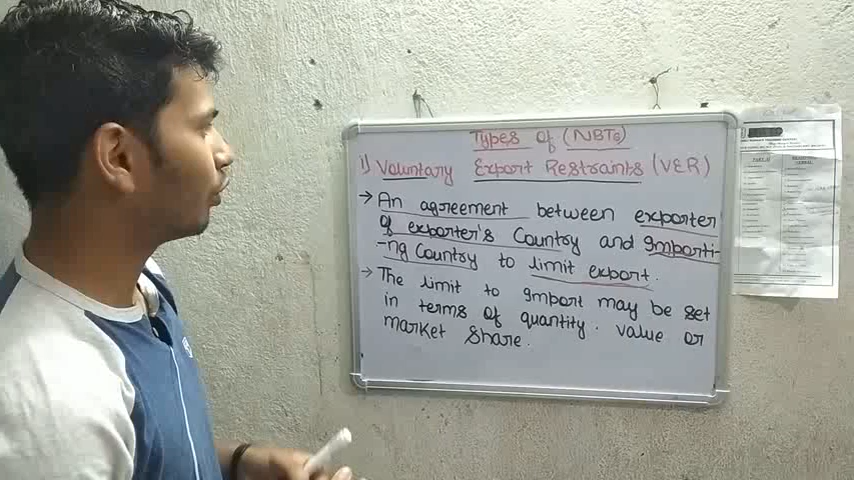 Types of (NBTs)
1) Voluntary Export Restraints (VER)
→ An agreement between exporter
of exporter's Country and Importi-
-ng Country to limit export.
→ The limit to Import may be set
in terms of quantity. value or
market share.